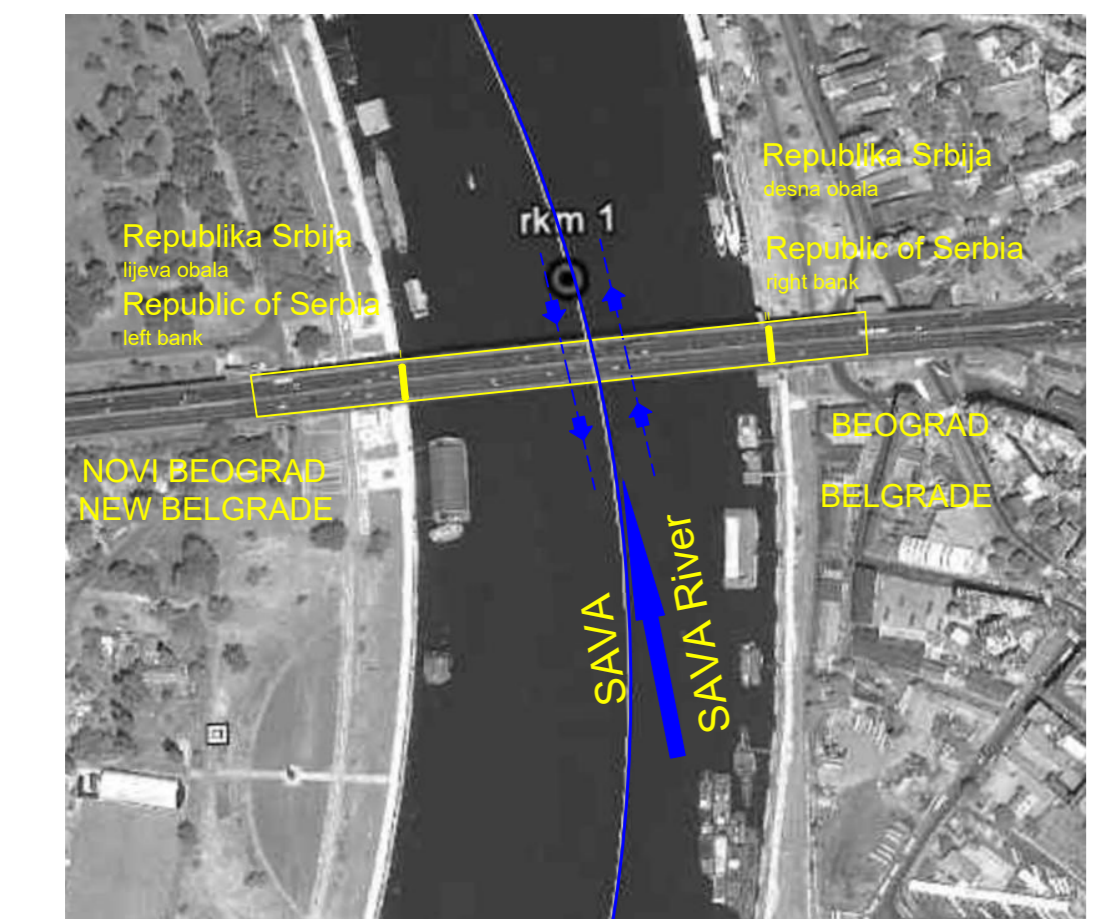 Republika Srbija
desna obala
rkm 1
Republika Srbija
lijeva obala
Republic of Serbia
left bank
Republic of Serbia
right bank
BEOGRAD
BELGRADE
NOVI BEOGRAD
NEW BELGRADE
SAVA
SAVA River